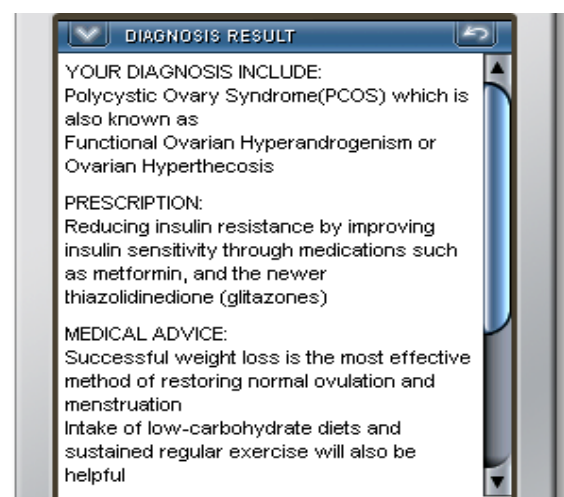 DIAGNOSIS RESULT
YOUR DIAGNOSIS INCLUDE:
Polycystic Ovary Syndrome(PCOS) which is
also known as
Functional Ovarian Hyperandrogenism or
Ovarian Hyperthecosis
PRESCRIPTION:
Reducing insulin resistance by improving
insulin sensitivity through medications such
as metformin, and the newer
thiazolidinedione (glitazones)
MEDICAL ADVICE:
Successful weight loss is the most effective
method of restoring normal ovulation and
menstruation
Intake of low-carbohydrate diets and
sustained regular exercise will also be
helpful